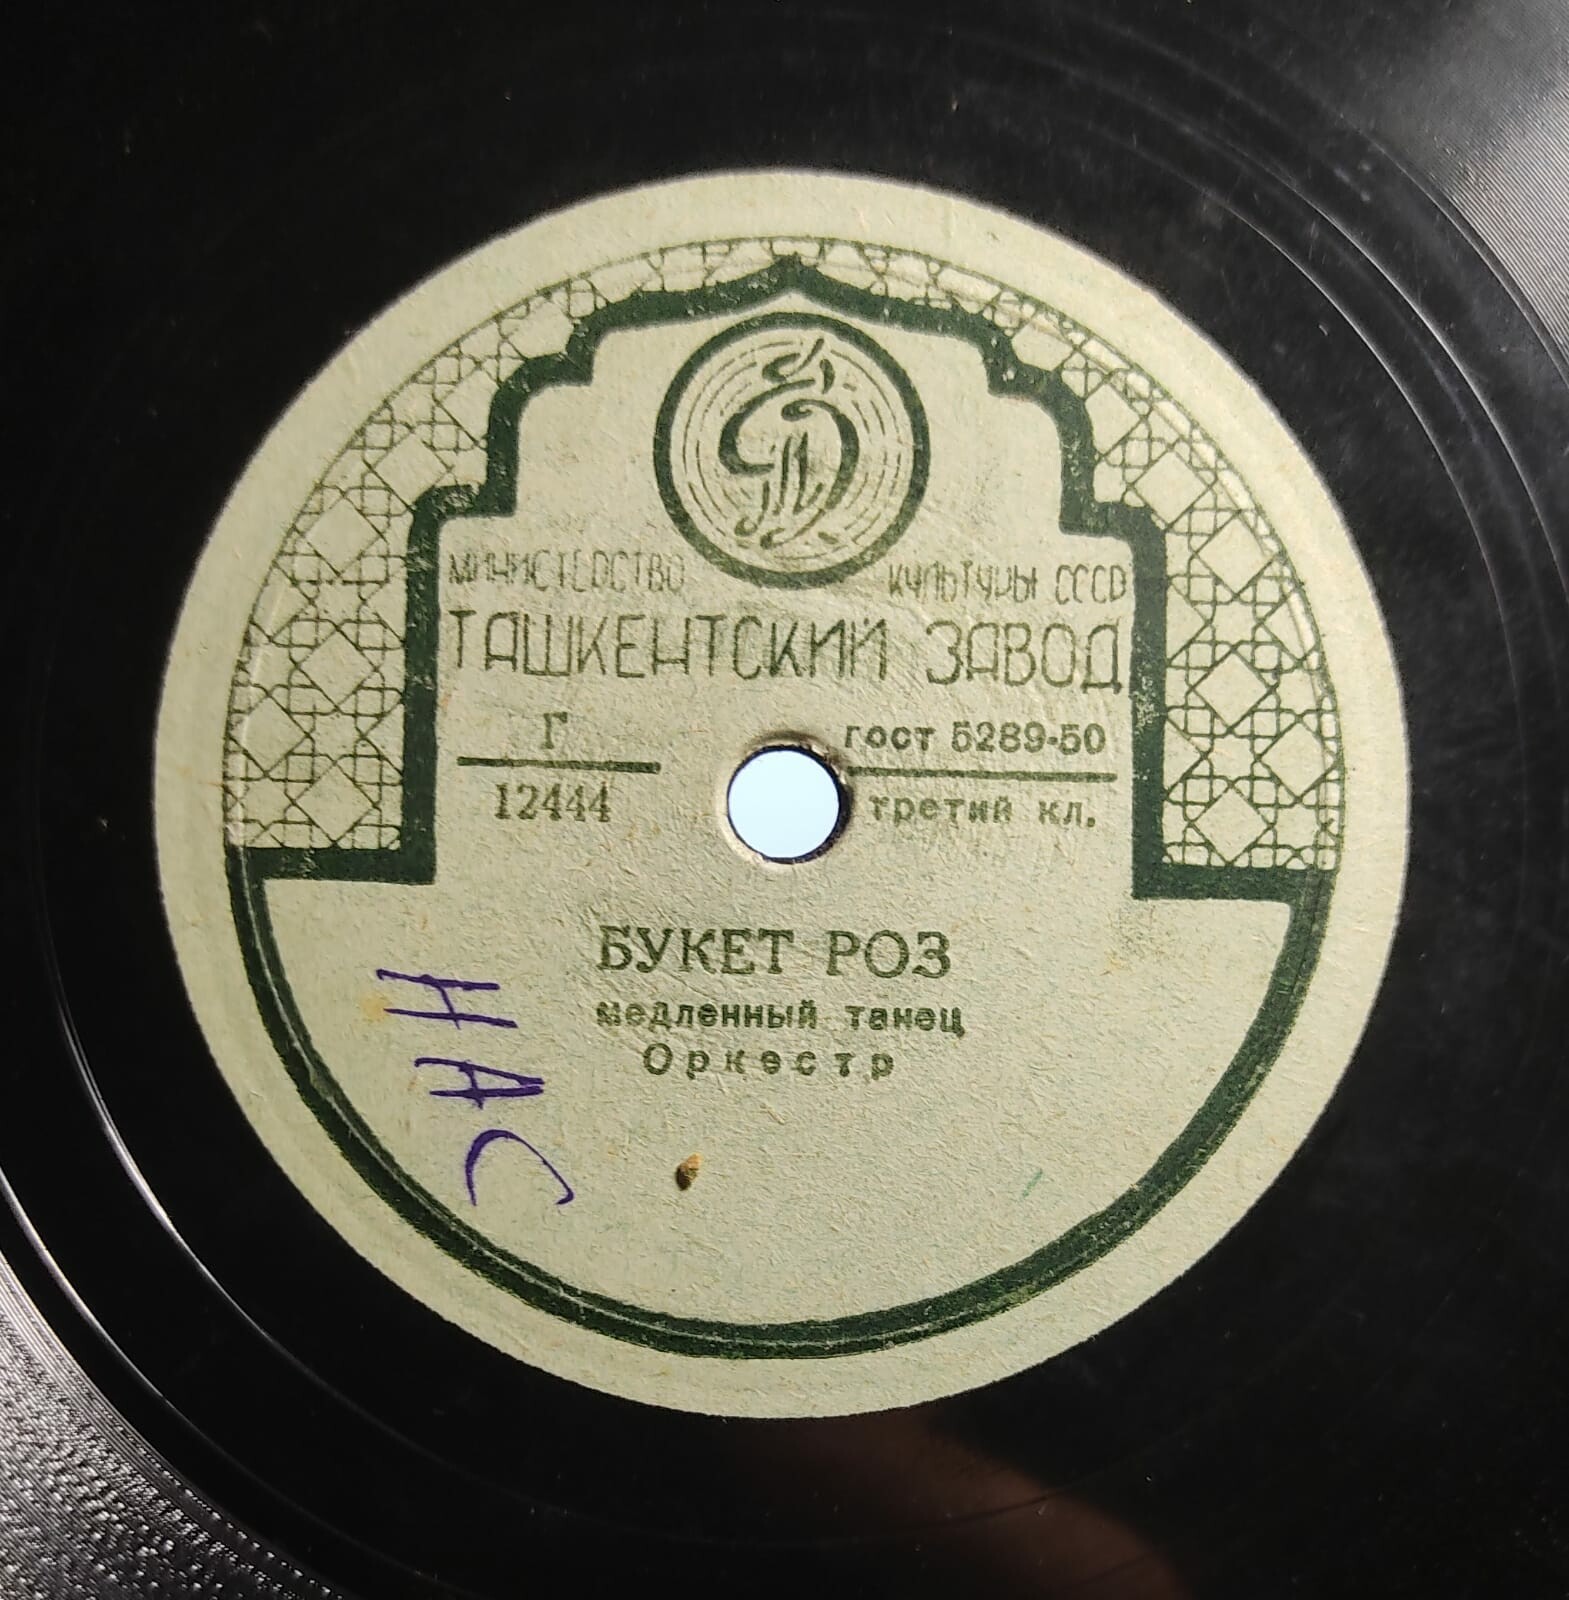 МИНИСТЕРСТВО КУЛЬТУРЫ СССР
ТАШКЕНТСКИЙ ЗАВОД
Г
12444
гост 5289-50
третий кл.
БУКЕТ РОЗ
медленный танец
Оркестр
НАС